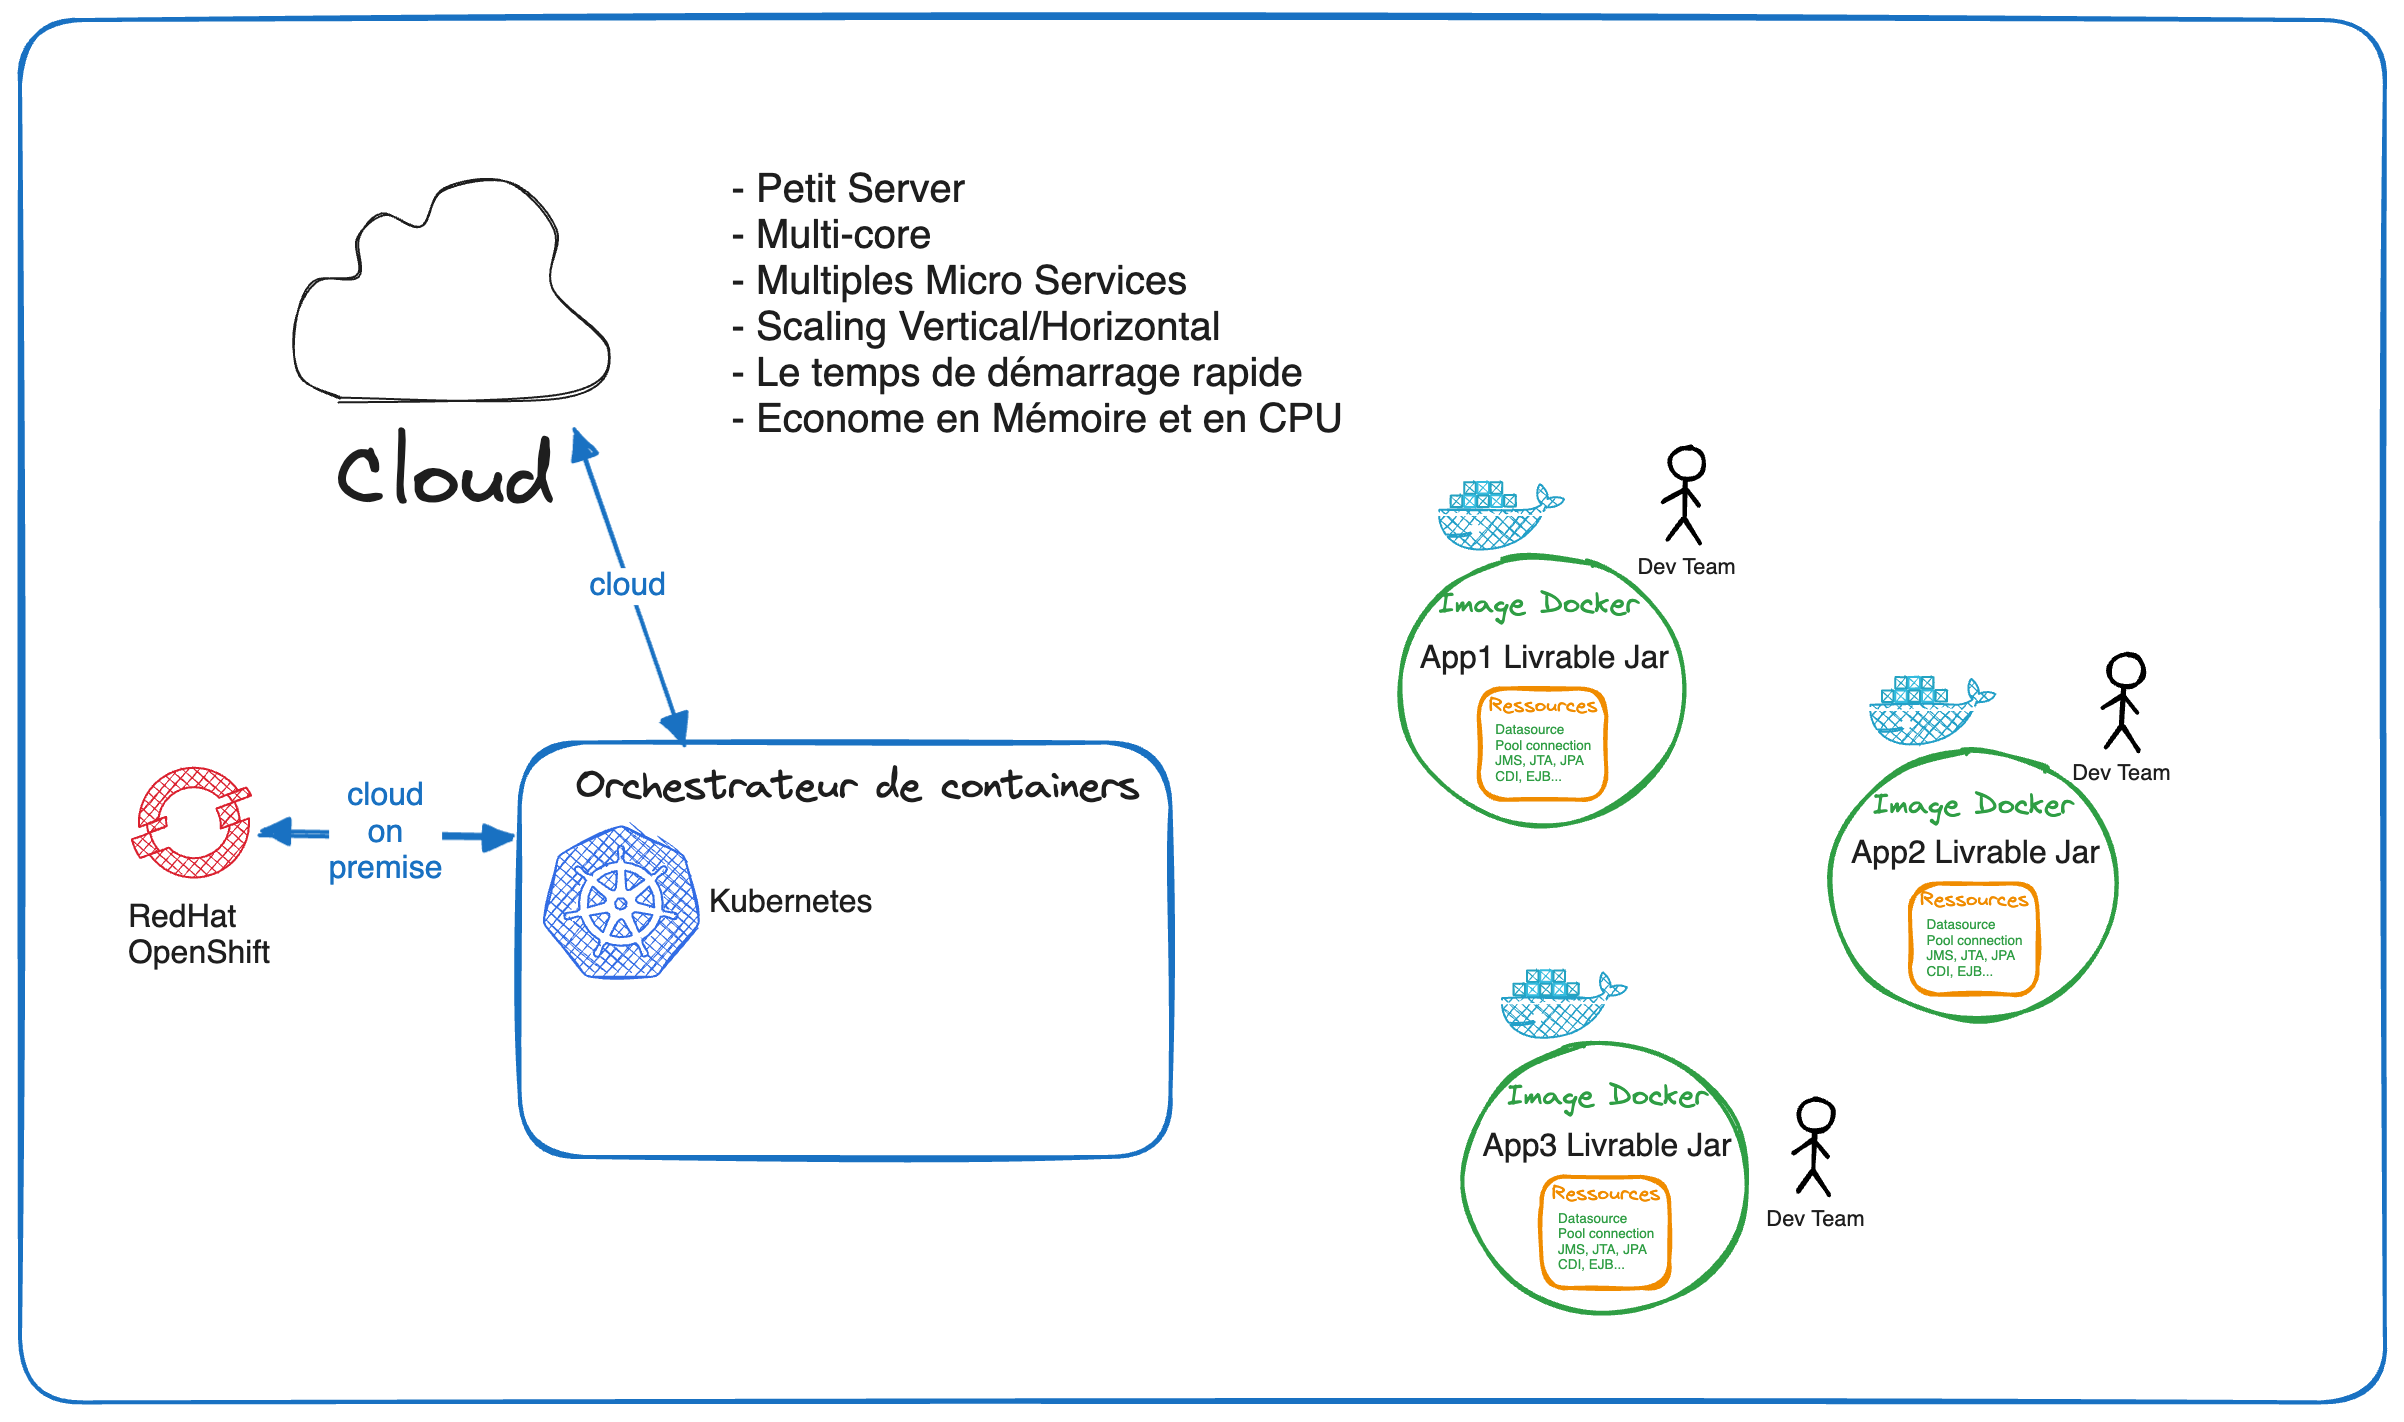 - Petit Server
- Multi-core
- Multiples Micro Services
- Scaling Vertical/Horizontal
- Le temps de démarrage rapide
- Econome en Mémoire et en CPU
Cloud
cloud
Orchestrateur de containers
Kubernetes
cloud
on
premise
RedHat
OpenShift
Dev Team
Image Docker
App1 Livrable Jar
Ressources
Datasource
Pool connection
JMS, JTA, JPA
CDI, EJB...
Dev Team
Image Docker
App2 Livrable Jar
Ressources
Datasource
Pool connection
JMS, JTA, JPA
CDI, EJB...
Image Docker
App3 Livrable Jar
Ressources
Datasource
Pool connection
JMS, JTA, JPA
CDI, EJB...
Dev Team